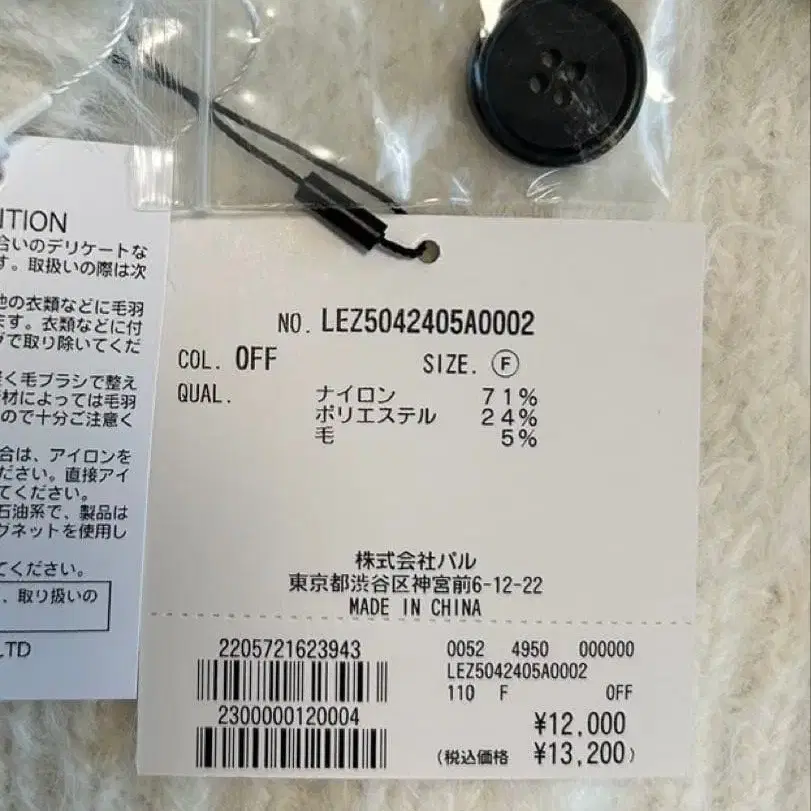 ITION
合いのデリケートな
す。取扱いの際は次
他の衣類などに毛羽
ます。衣類などに付
グで取り除いてくだ
く毛ブラシで整え
材によっては毛羽
ので十分ご注意く
合は、アイロンを
ださい。直接アイ
てください。
石油系で、製品は
ウネットを使用し
てください。
、取り扱いの
LTD
NO. LEZ5042405A0002
COL. OFF SIZE. Ⓕ
QUAL. ナイロン 71%
ポリエステル 24%
毛 5%
株式会社パル
東京都渋谷区神宮前6-12-22
MADE IN CHINA
2205721623943
2300000120004
0052 4950 000000
LEZ5042405A0002
110 F OFF
¥12,000
(税込価格 ¥13,200)